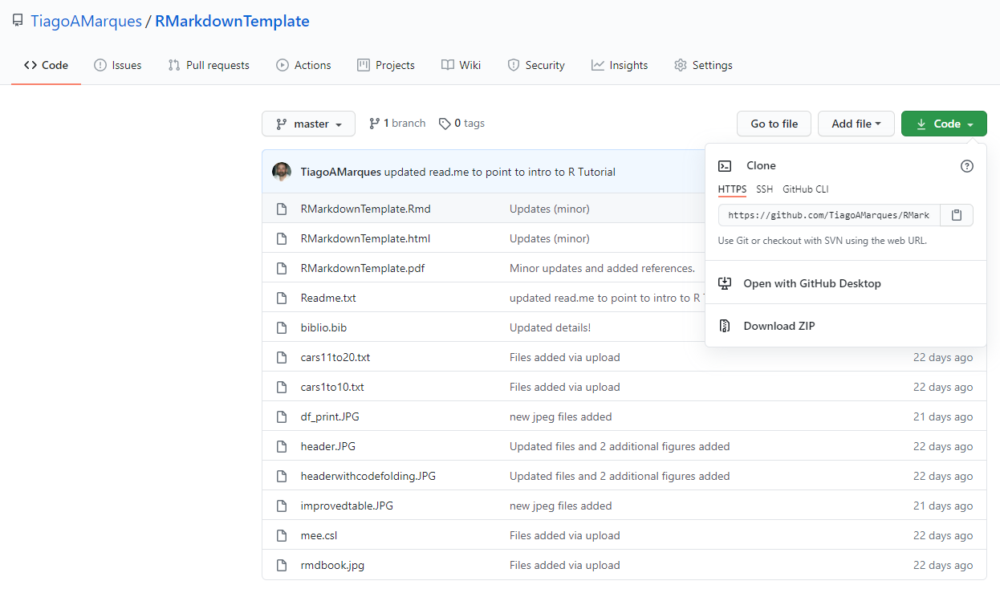 TiagoAMarques / RMarkdownTemplate
Code Issues Pull requests Actions Projects Wiki Security Insights Settings
master 1 branch 0 tags Go to file Add file Code
TiagoAMarques updated read.me to point to intro to R Tutorial
Clone
HTTPS SSH GitHub CLI
https://github.com/TiagoAMarques/RMark
Use Git or checkout with SVN using the web URL.
Open with GitHub Desktop
Download ZIP
RMarkdownTemplate.Rmd Updates (minor)
RMarkdownTemplate.html Updates (minor)
RMarkdownTemplate.pdf Minor updates and added references.
Readme.txt updated read.me to point to intro to R
biblio.bib Updated details!
cars11to20.txt Files added via upload 22 days ago
cars1to10.txt Files added via upload 22 days ago
df_print.JPG new jpeg files added 21 days ago
header.JPG Updated files and 2 additional figures added 22 days ago
headerwithcodefolding.JPG Updated files and 2 additional figures added 22 days ago
improvedtable.JPG new jpeg files added 21 days ago
mee.csl Files added via upload 22 days ago
rmdbook.jpg Files added via upload 22 days ago